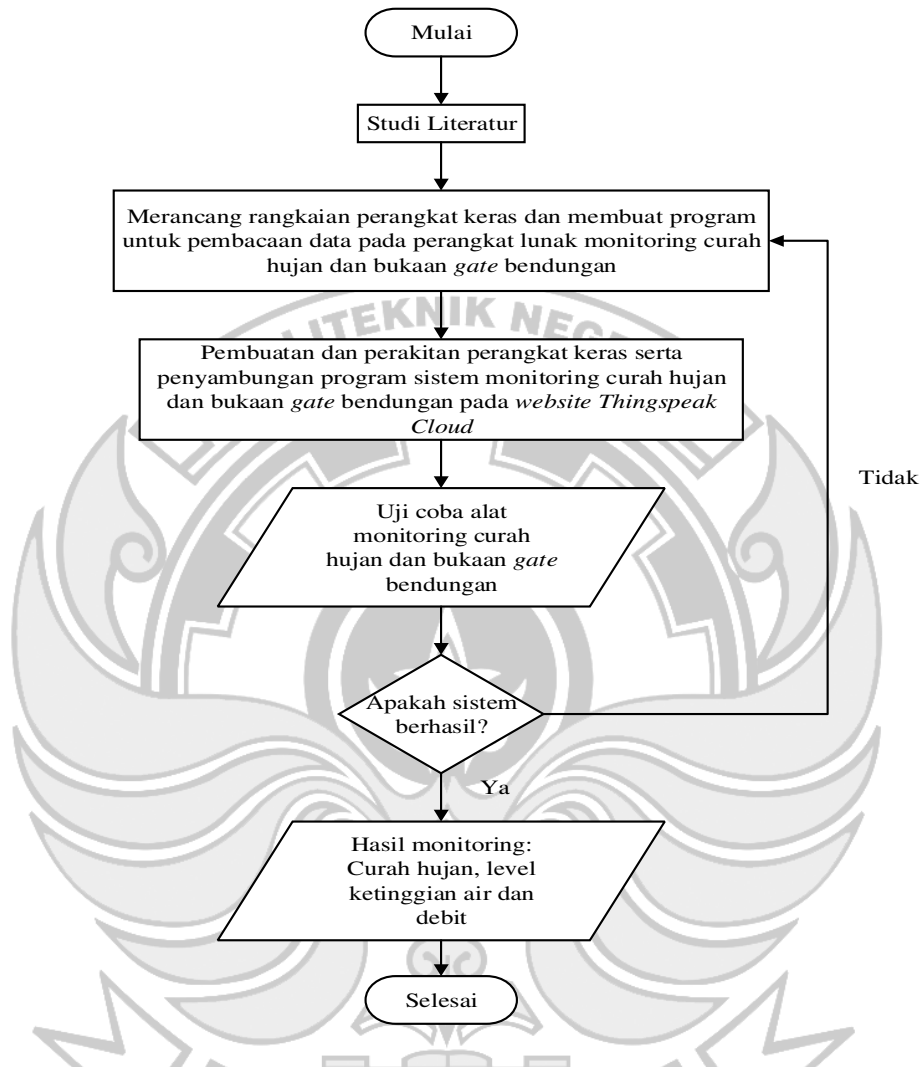 Mulai
Studi Literatur
Merancang rangkaian perangkat keras dan membuat program
untuk pembacaan data pada perangkat lunak monitoring curah
hujan dan bukaan gate bendungan
LITEKNIK NEGE
Pembuatan dan perakitan perangkat keras serta
penyambungan program sistem monitoring curah hujan
dan bukaan gate bendungan pada website Thingspeak
Cloud
Tidak
Uji coba alat
monitoring curah
hujan dan bukaan gate
bendungan
Apakah sistem
berhasil?
Ya
Hasil monitoring:
Curah hujan, level
ketinggian air dan
debit
Selesai